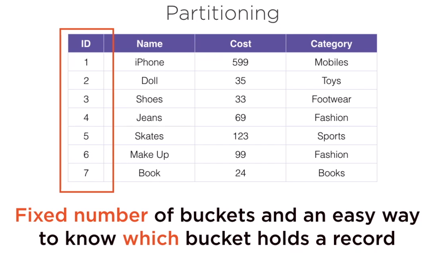 Partitioning
ID Name Cost Category
1 iPhone 599 Mobiles
2 Doll 35 Toys
3 Shoes 33 Footwear
4 Jeans 69 Fashion
5 Skates 123 Sports
6 Make Up 99 Fashion
7 Book 24 Books
Fixed number of buckets and an easy way
to know which bucket holds a record